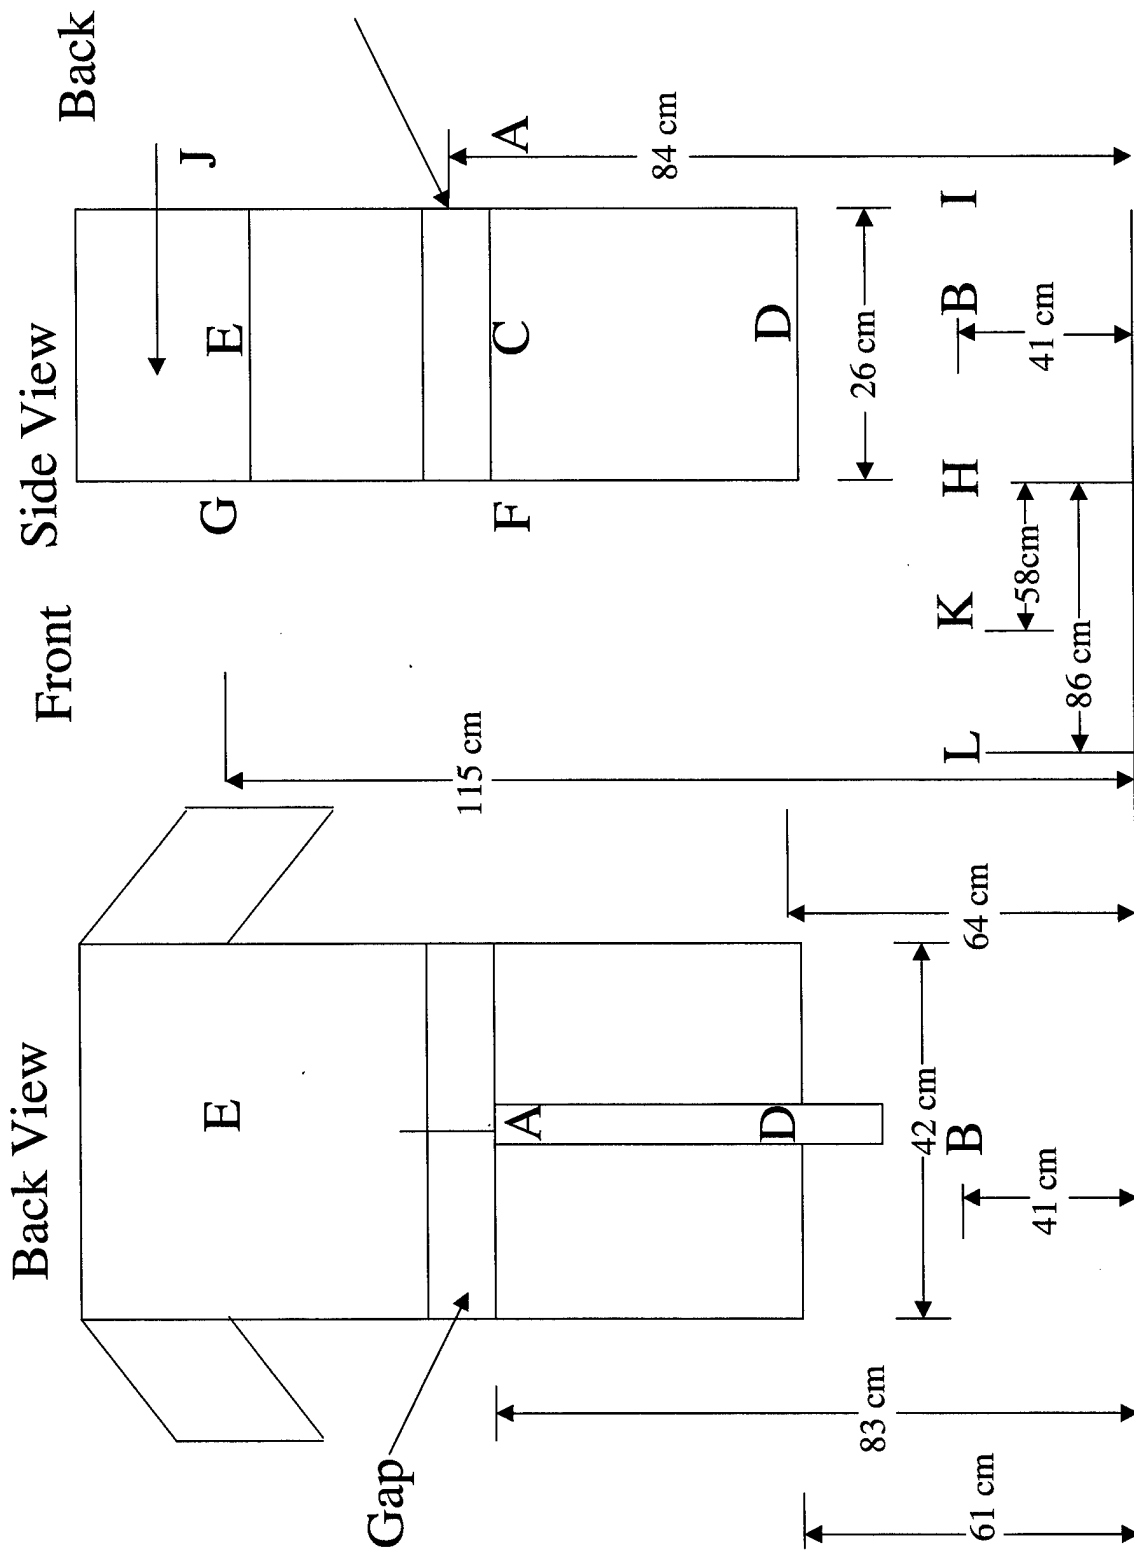 Back View
E
A
D
B
Gap
42 cm
41 cm
83 cm
61 cm
64 cm
Front
Side View
Back
J
G
E
A
F
C
D
84 cm
115 cm
26 cm
L
K
H
B
I
58cm
41 cm
86 cm